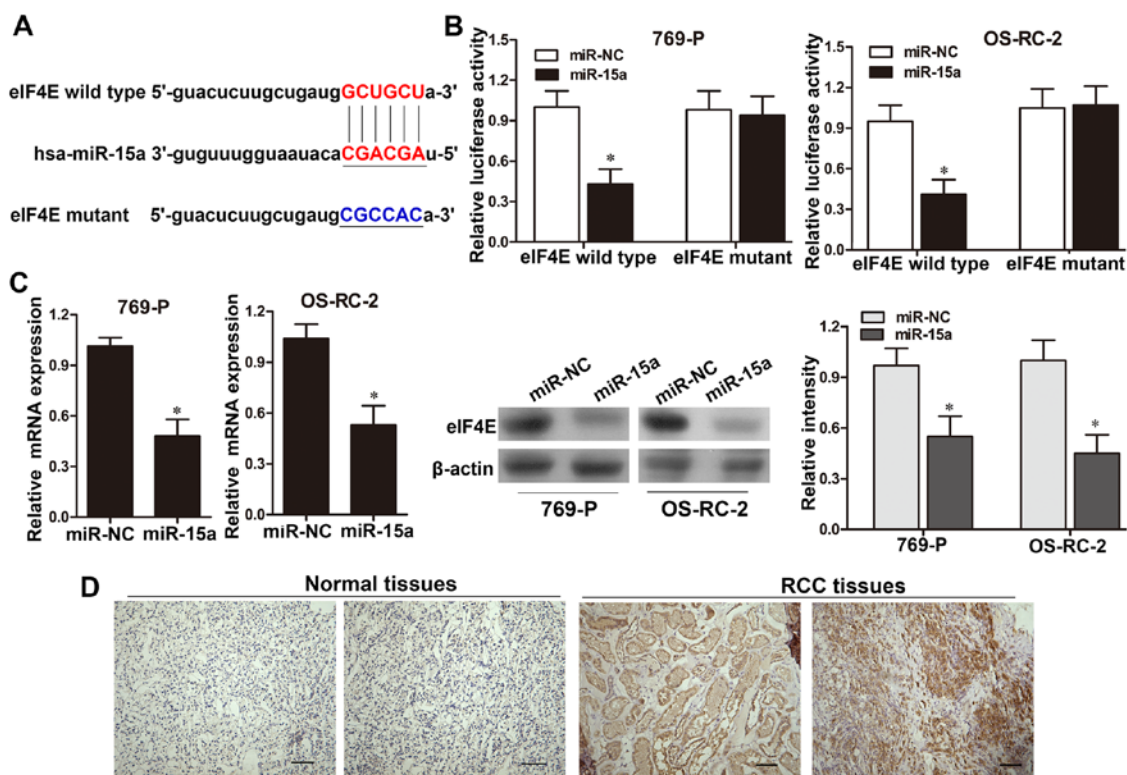 A
eIF4E wild type 5'-guacucuugcugaugGCUGCUa-3'
hsa-miR-15a 3'-guguuugguaauacaCGACGAu-5'
eIF4E mutant 5'-guacucuugcugaugCGCCACa-3'
B
769-P
miR-NC
miR-15a
Relative luciferase activity
1.5
1.2
0.9
0.6
0.3
0.0
*
eIF4E wild type eIF4E mutant
OS-RC-2
miR-NC
miR-15a
Relative luciferase activity
1.5
1.2
0.9
0.6
0.3
0.0
*
eIF4E wild type eIF4E mutant
C
769-P
Relative mRNA expression
1.2
0.9
0.6
0.3
0.0
*
miR-NC miR-15a
OS-RC-2
Relative mRNA expression
1.2
0.9
0.6
0.3
0.0
*
miR-NC miR-15a
miR-NC miR-15a miR-NC miR-15a
eIF4E
β-actin
769-P OS-RC-2
miR-NC
miR-15a
Relative intensity
1.2
0.9
0.6
0.3
0.0
*
*
769-P OS-RC-2
D
Normal tissues RCC tissues